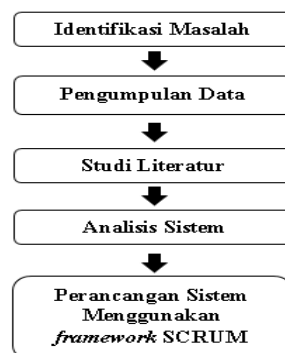 Identifikasi Masalah
Pengumpulan Data
Studi Literatur
Analisis Sistem
Perancangan Sistem
Menggunakan
framework SCRUM